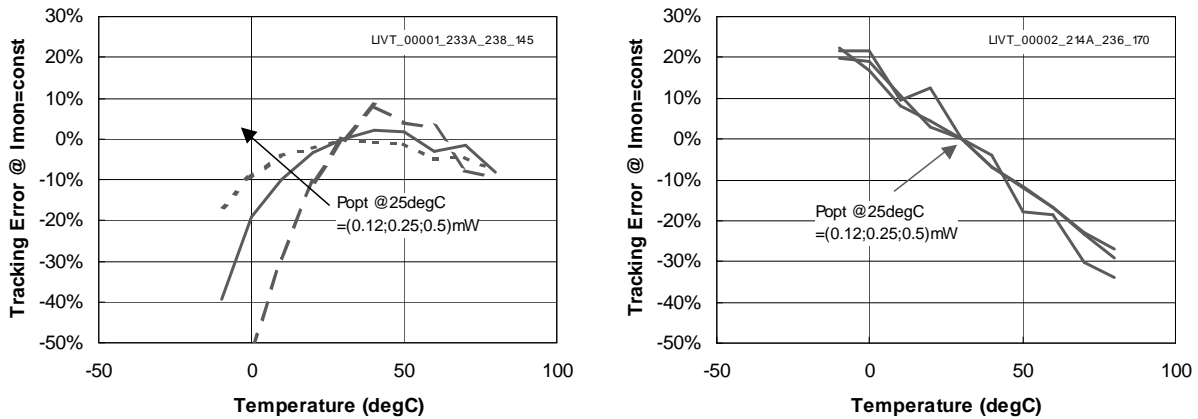 30%
20%
10%
0%
-10%
-20%
-30%
-40%
-50%
Tracking Error @ Imon=const
LIVT_00001_233A_238_145
Popt @25degC
=(0.12;0.25;0.5)mW
-50
0
50
100
Temperature (degC)
30%
20%
10%
0%
-10%
-20%
-30%
-40%
-50%
Tracking Error @ Imon=const
LIVT_00002_214A_236_170
Popt @25degC
=(0.12;0.25;0.5)mW
-50
0
50
100
Temperature (degC)